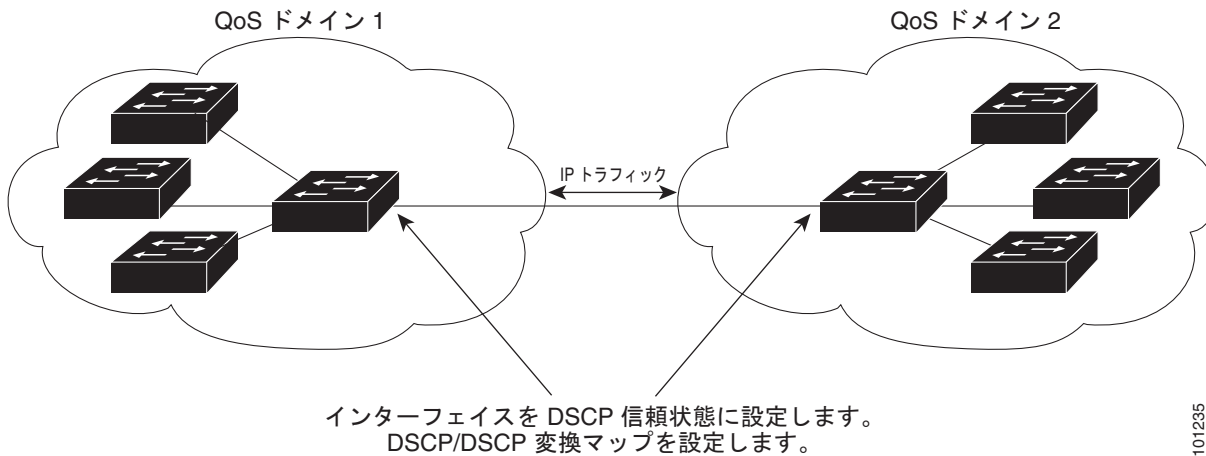 QoS ドメイン 1
QoS ドメイン 2
IP トラフィック
インターフェイスを DSCP 信頼状態に設定します。
DSCP/DSCP 変換マップを設定します。
101235